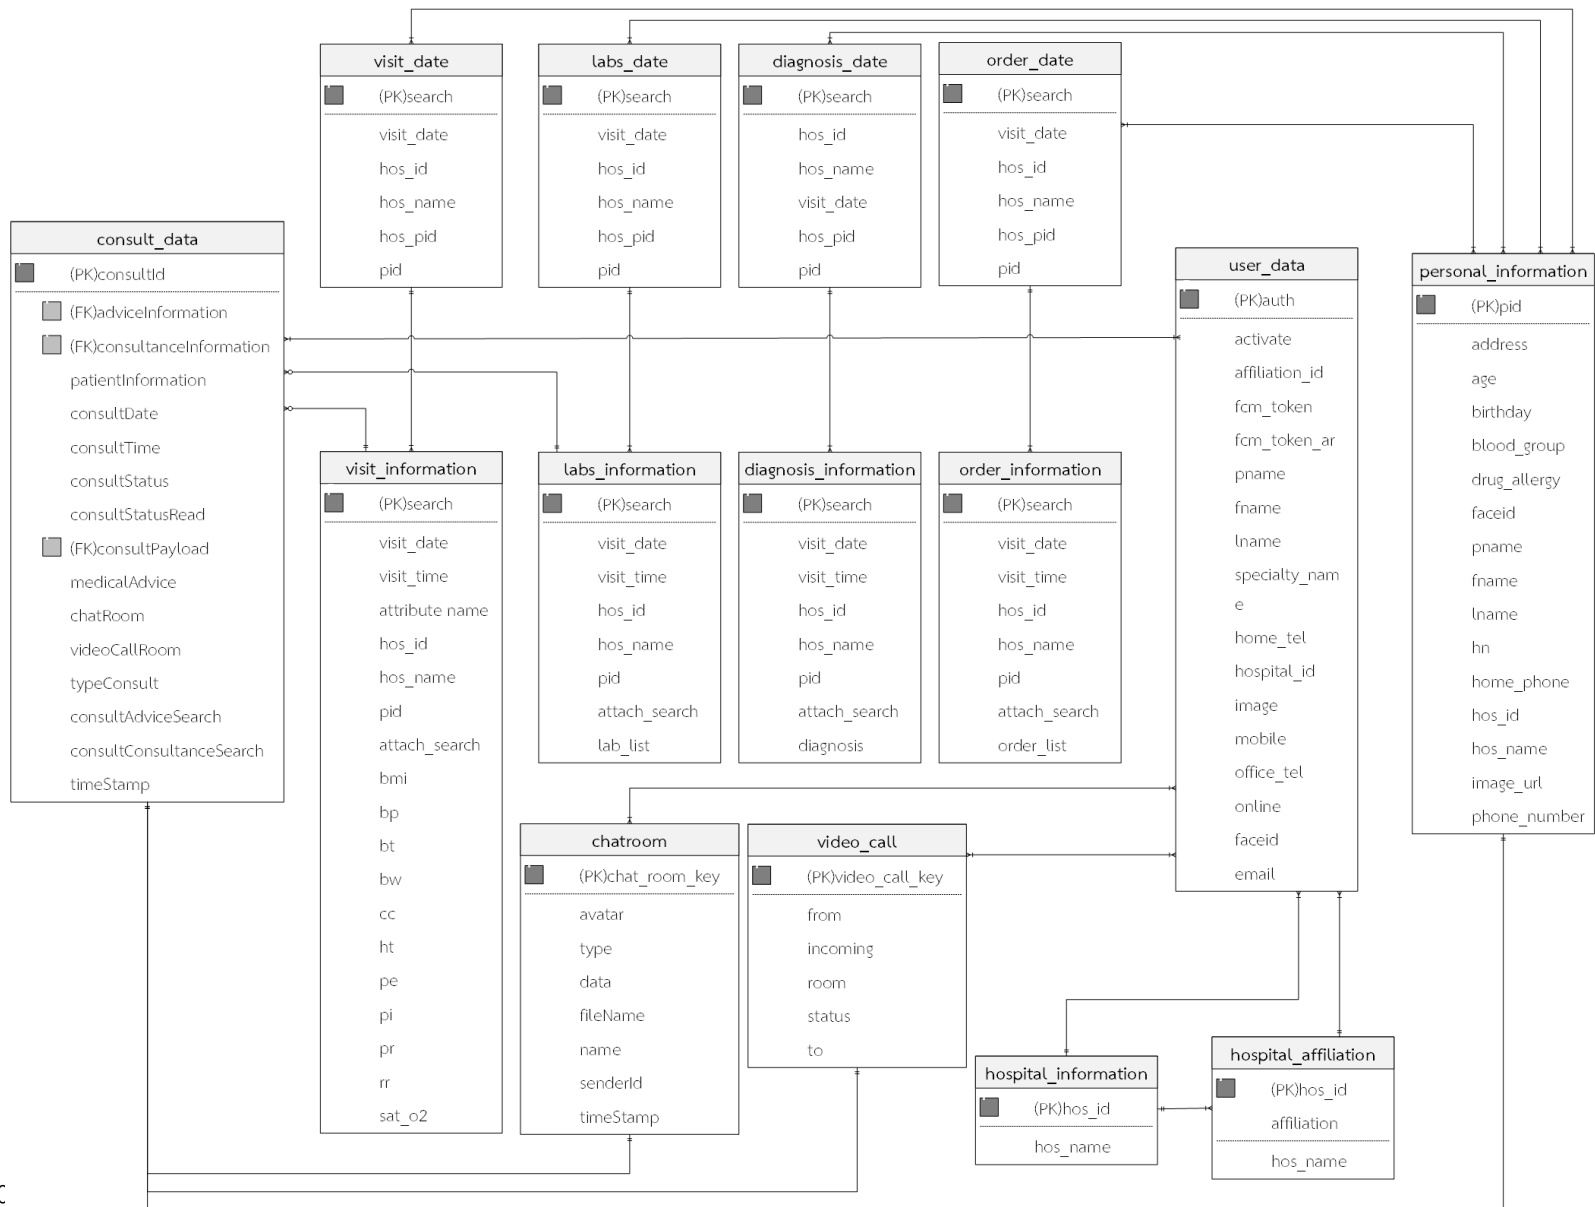 visit_date
(PK)search
visit_date
hos_id
hos_name
hos_pid
pid
labs_date
(PK)search
visit_date
hos_id
hos_name
hos_pid
pid
diagnosis_date
(PK)search
hos_id
hos_name
visit_date
hos_pid
pid
order_date
(PK)search
visit_date
hos_id
hos_name
hos_pid
pid
consult_data
(PK)consultId
(FK)adviceInformation
(FK)consultanceInformation
patientInformation
consultDate
consultTime
consultStatus
consultStatusRead
(FK)consultPayload
medicalAdvice
chatRoom
videoCallRoom
typeConsult
consultAdviceSearch
consultConsultanceSearch
timeStamp
user_data
(PK)auth
activate
affiliation_id
fcm_token
fcm_token_ar
pname
fname
lname
specialty_nam
e
home_tel
hospital_id
image
mobile
office_tel
online
faceid
email
personal_information
(PK)pid
address
age
birthday
blood_group
drug_allergy
faceid
pname
fname
lname
hn
home_phone
hos_id
hos_name
image_url
phone_number
visit_information
(PK)search
visit_date
visit_time
attribute name
hos_id
hos_name
pid
attach_search
bmi
bp
bt
bw
cc
ht
pe
pi
pr
rr
sat_o2
labs_information
(PK)search
visit_date
visit_time
hos_id
hos_name
pid
attach_search
lab_list
diagnosis_information
(PK)search
visit_date
visit_time
hos_id
hos_name
pid
attach_search
diagnosis
order_information
(PK)search
visit_date
visit_time
hos_id
hos_name
pid
attach_search
order_list
chatroom
(PK)chat_room_key
avatar
type
data
fileName
name
senderId
timeStamp
video_call
(PK)video_call_key
from
incoming
room
status
to
hospital_information
(PK)hos_id
hos_name
hospital_affiliation
(PK)hos_id
affiliation
hos_name